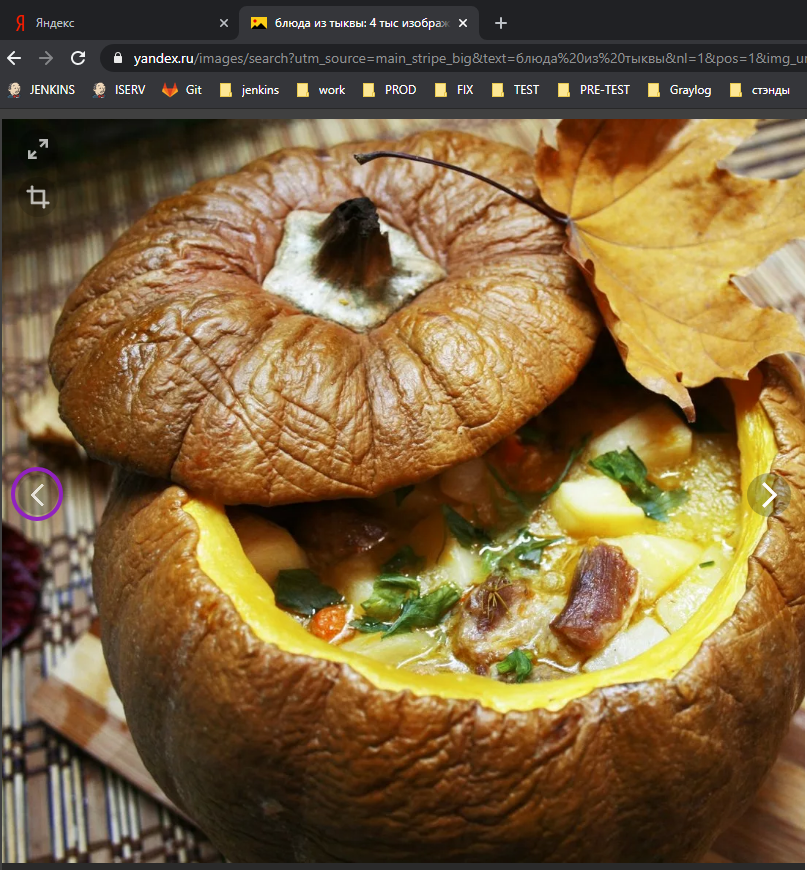 Яндекс
блюда из тыквы: 4 тыс изображ
yandex.ru/images/search?utm_source=main_stripe_big&text=блюда%20из%20тыквы&nl=1&pos=1&img_ur
JENKINS ISERV Git jenkins work PROD FIX TEST PRE-TEST Graylog стэнды